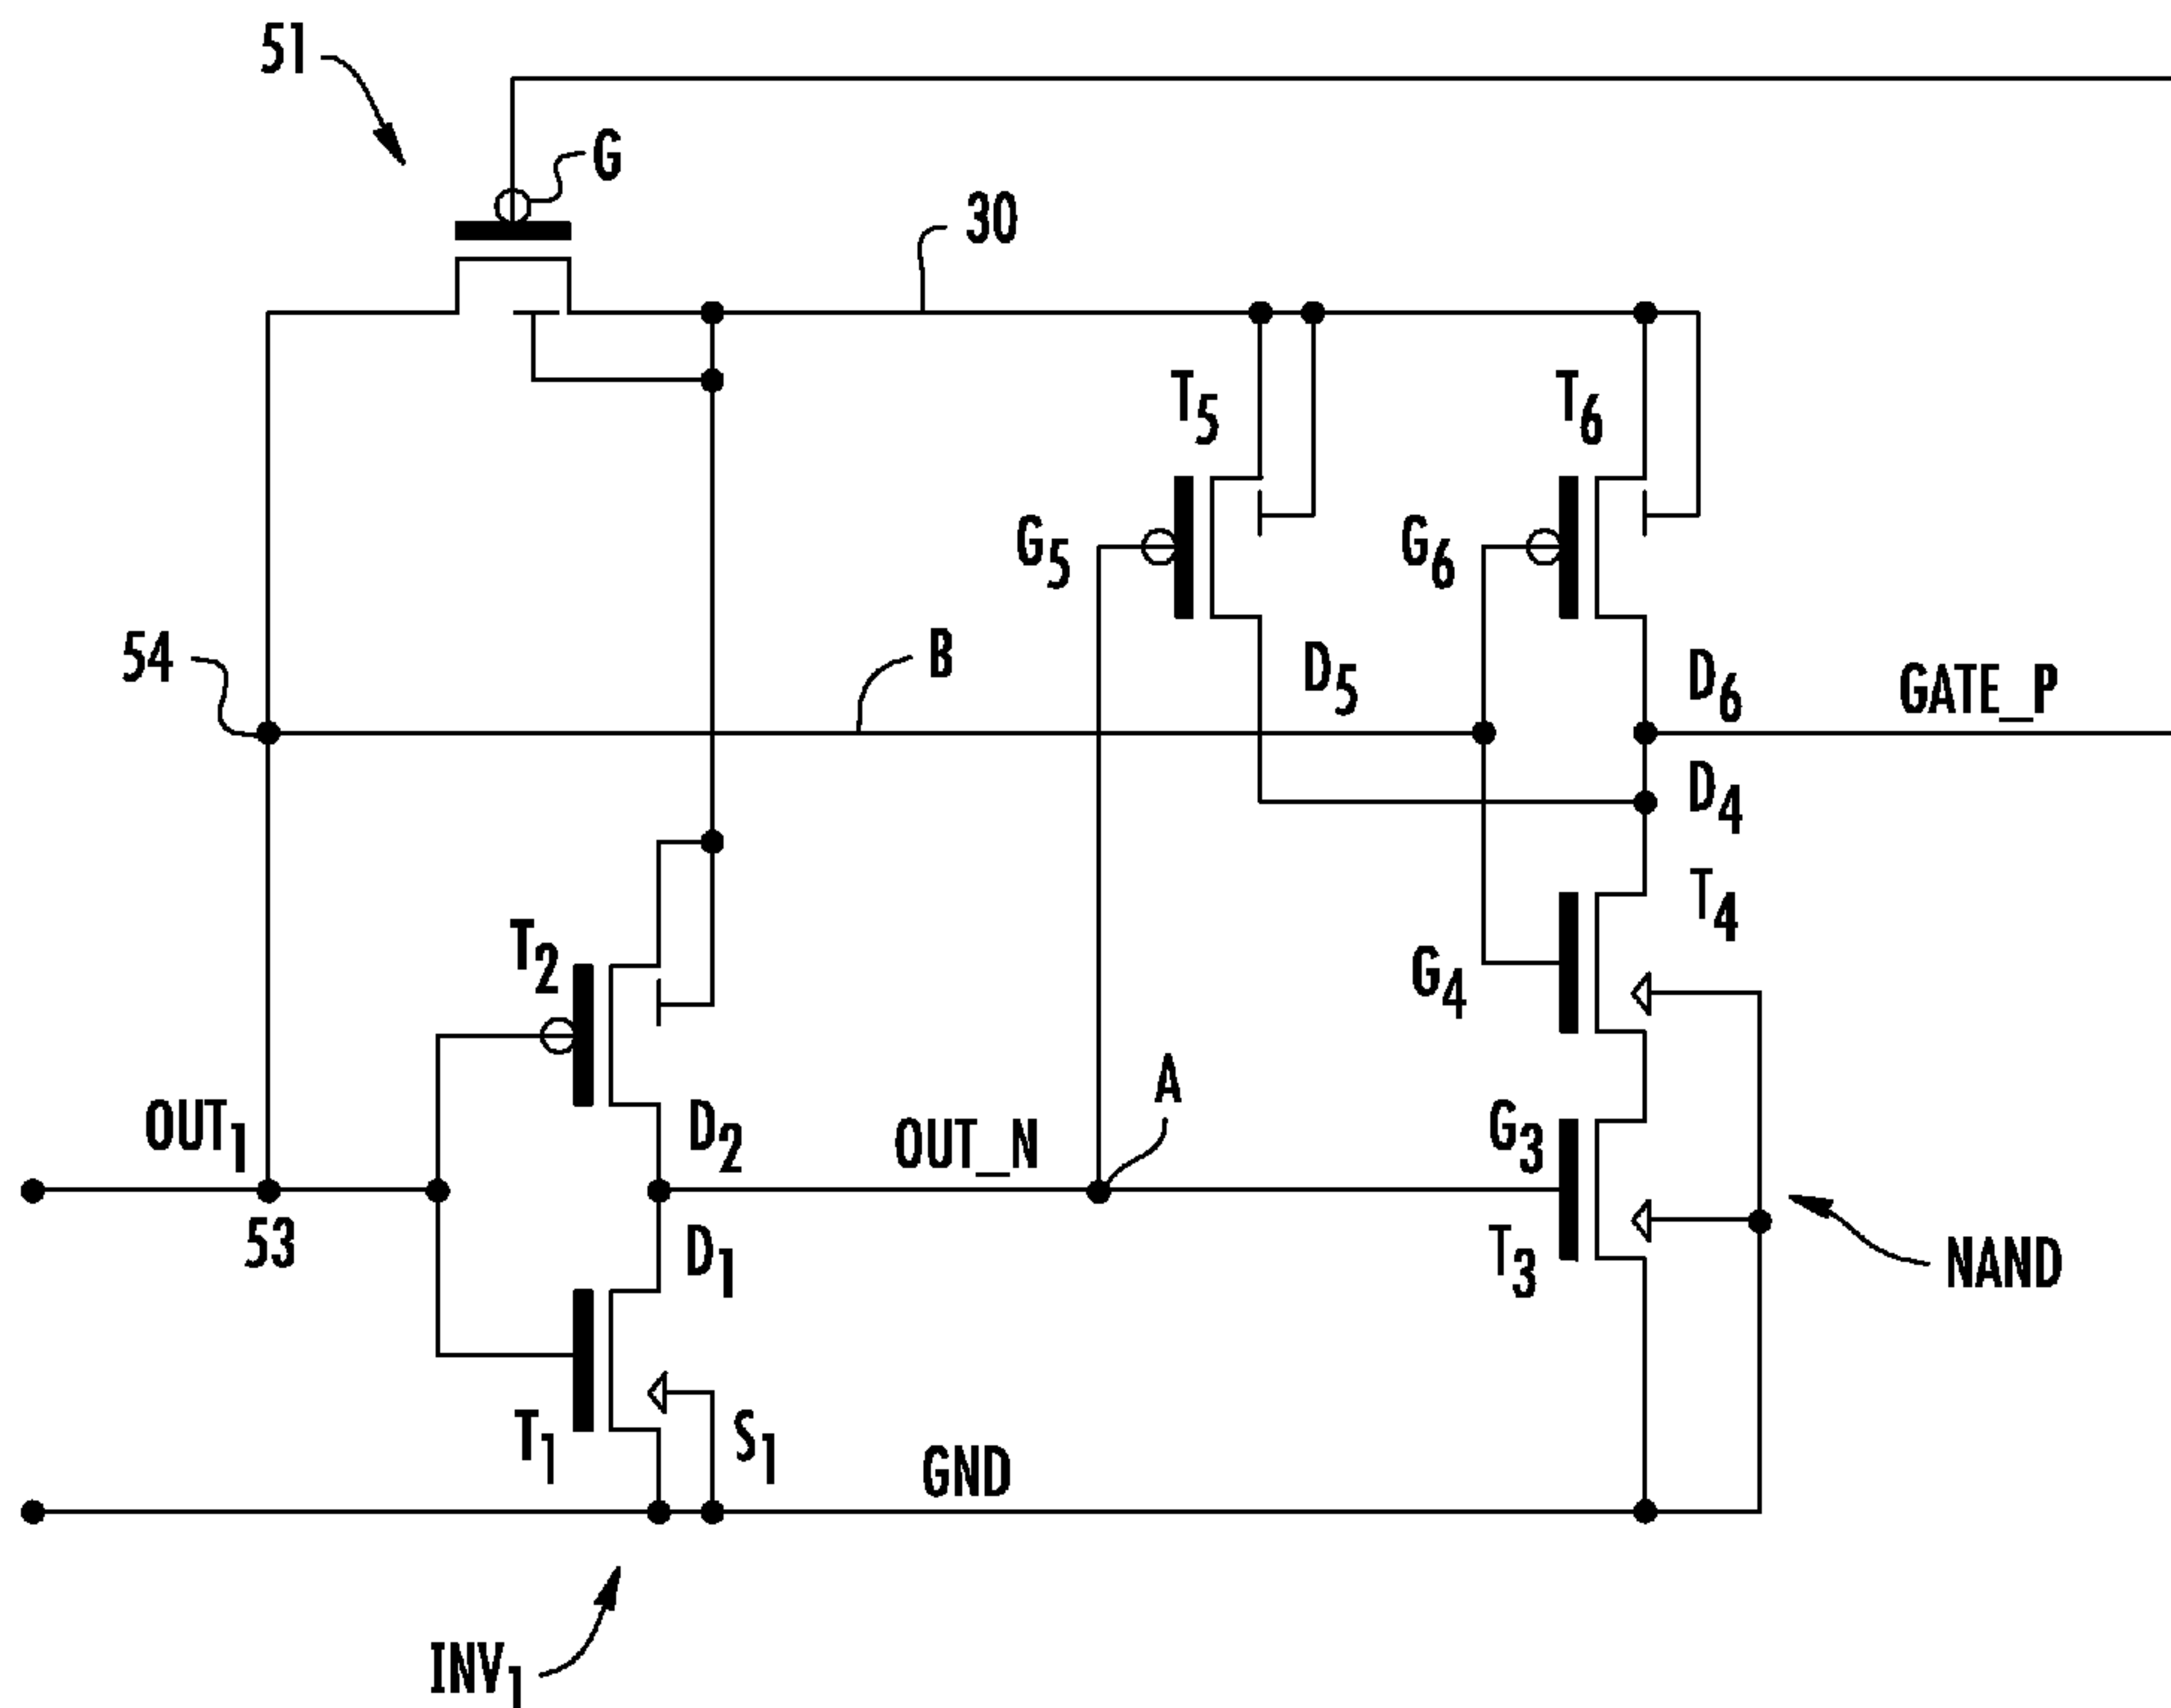 51
G
30
T5
T6
G5
G6
54
B
D5
D6
GATE_P
D4
T2
T4
G4
A
OUT1
D2
OUT_N
G3
53
D1
T3
NAND
T1
S1
GND
INV1